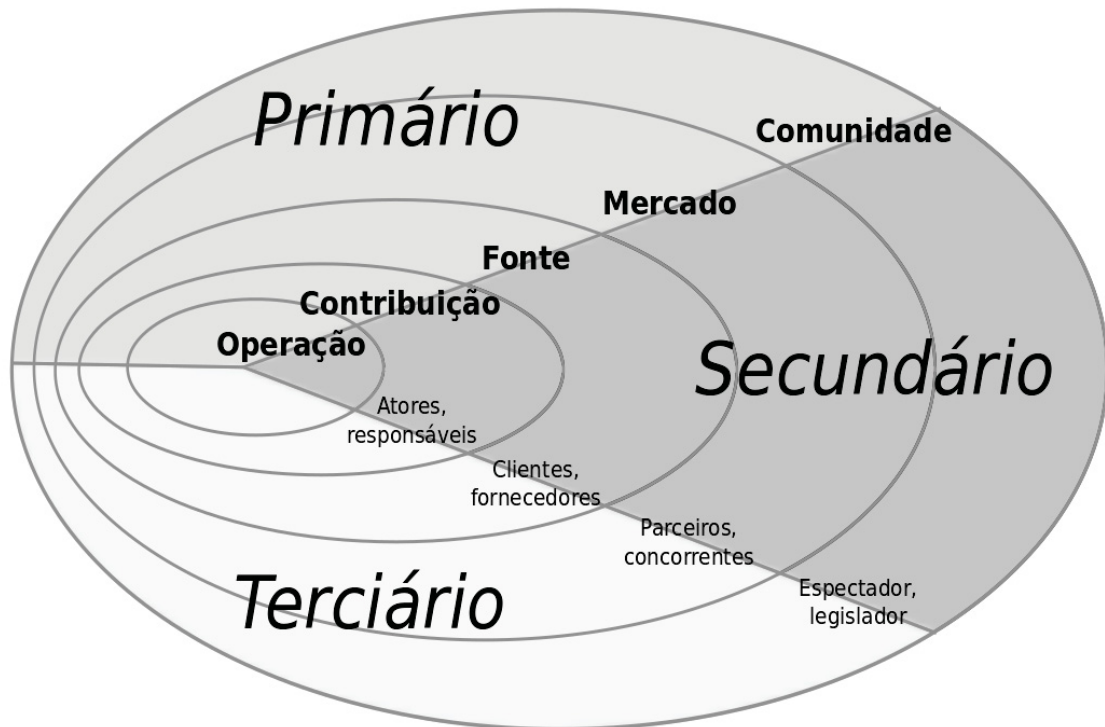 Primário
Comunidade
Mercado
Fonte
Contribuição
Operação
Secundário
Atores,
responsáveis
Clientes,
fornecedores
Parceiros,
concorrentes
Espectador,
legislador
Terciário